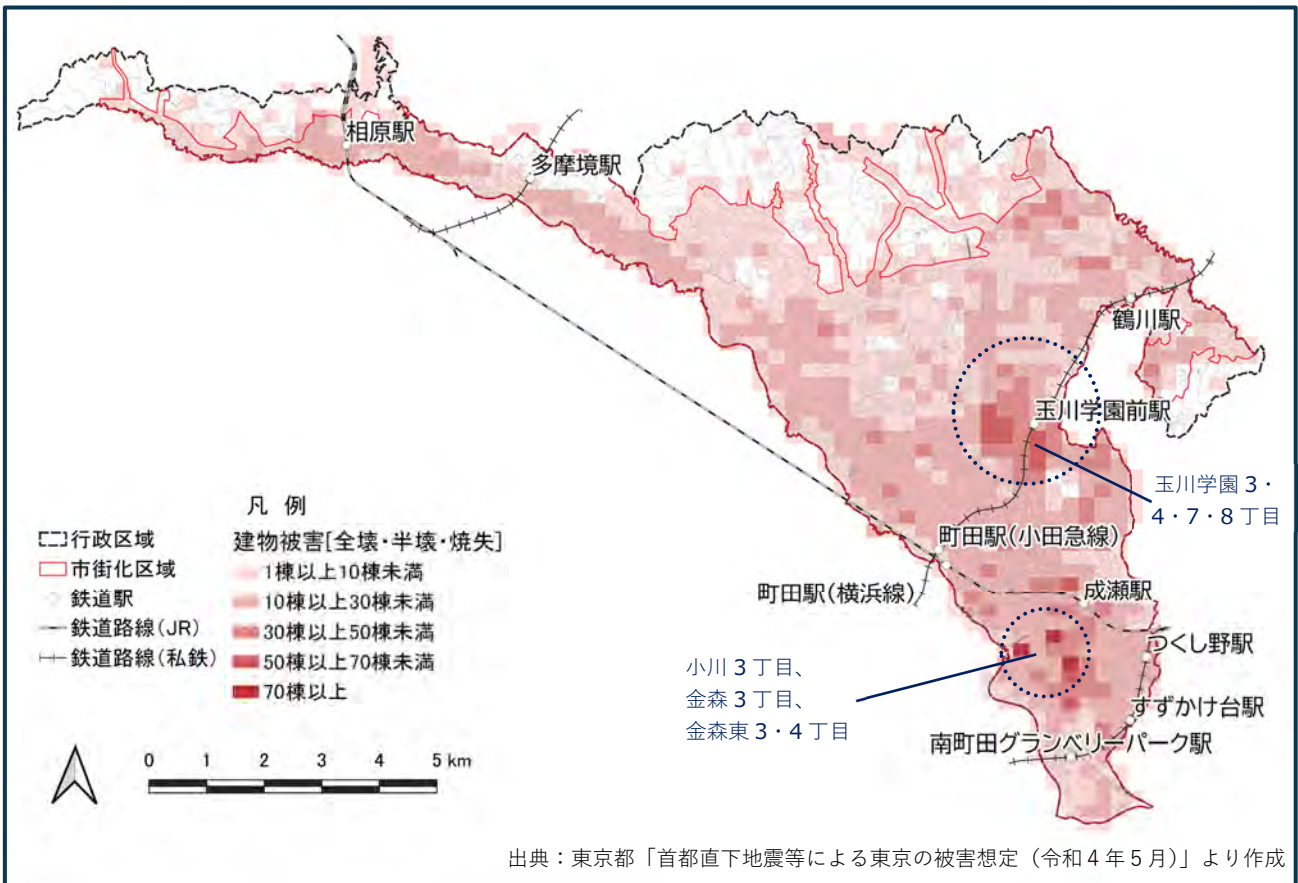 相原駅
多摩境駅
鶴川駅
玉川学園前駅
玉川学園3・
4・7・8丁目
町田駅(小田急線)
町田駅(横浜線)
成瀬駅
つくし野駅
すずかけ台駅
南町田グランベリーパーク駅
小川3丁目、
金森3丁目、
金森東3・4丁目
凡 例
行政区域
市街化区域
鉄道駅
鉄道路線(JR)
鉄道路線(私鉄)
建物被害[全壊・半壊・焼失]
1棟以上10棟未満
10棟以上30棟未満
30棟以上50棟未満
50棟以上70棟未満
70棟以上
0 1 2 3 4 5 km
出典：東京都「首都直下地震等による東京の被害想定（令和4年5月）」より作成